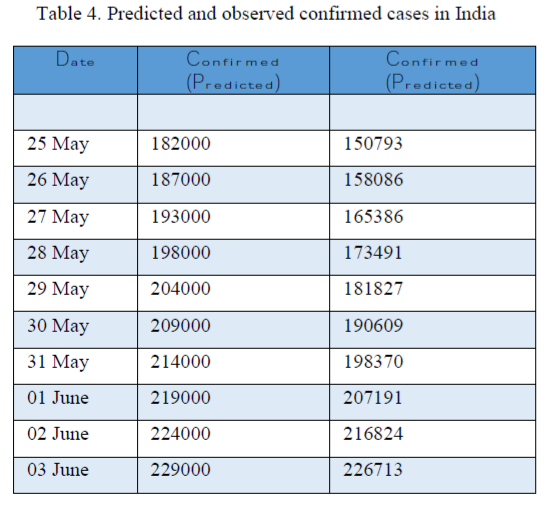 Table 4. Predicted and observed confirmed cases in India
Date Confirmed (Predicted) Confirmed (Predicted)
25 May 182000 150793
26 May 187000 158086
27 May 193000 165386
28 May 198000 173491
29 May 204000 181827
30 May 209000 190609
31 May 214000 198370
01 June 219000 207191
02 June 224000 216824
03 June 229000 226713